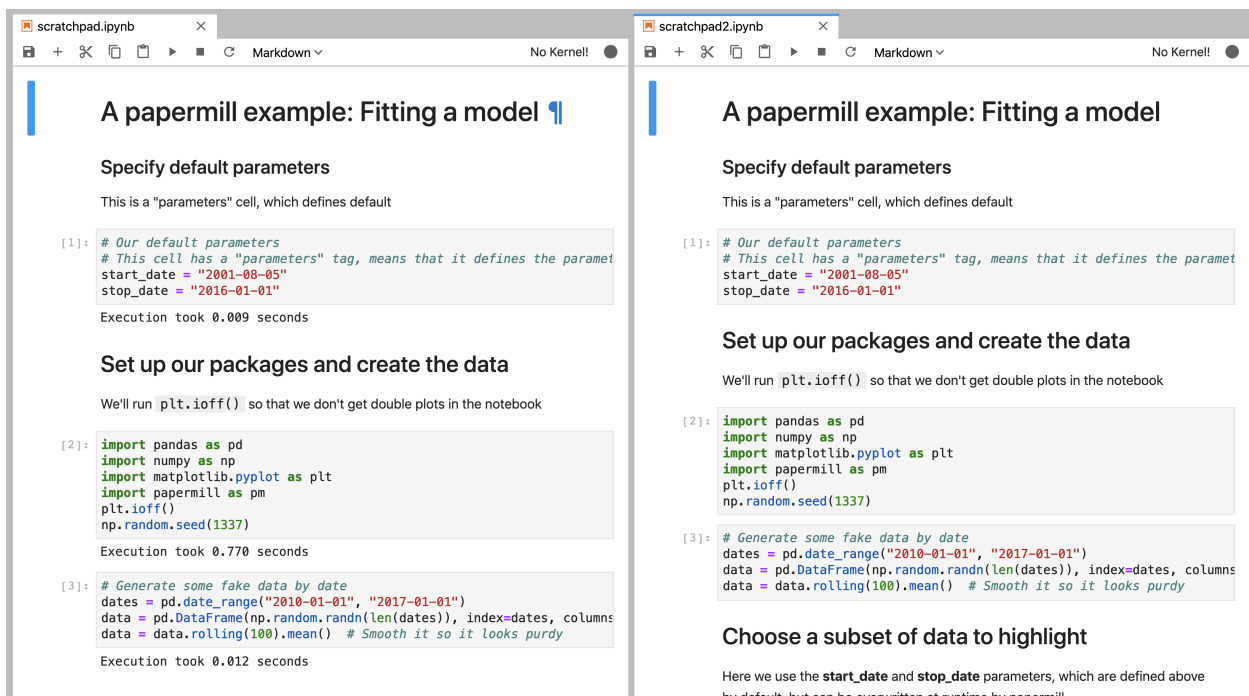 scratchpad.ipynb
Markdown
No Kernel!
A papermill example: Fitting a model ¶
Specify default parameters
This is a "parameters" cell, which defines default
[1]:
# Our default parameters
# This cell has a "parameters" tag, means that it defines the paramet
start_date = "2001-08-05"
stop_date = "2016-01-01"
Execution took 0.009 seconds
Set up our packages and create the data
We'll run plt.ioff() so that we don't get double plots in the notebook
[2]:
import pandas as pd
import numpy as np
import matplotlib.pyplot as plt
import papermill as pm
plt.ioff()
np.random.seed(1337)
Execution took 0.770 seconds
[3]:
# Generate some fake data by date
dates = pd.date_range("2010-01-01", "2017-01-01")
data = pd.DataFrame(np.random.randn(len(dates)), index=dates, columns
data = data.rolling(100).mean()  # Smooth it so it looks purdy
Execution took 0.012 seconds
scratchpad2.ipynb
Markdown
No Kernel!
A papermill example: Fitting a model
Specify default parameters
This is a "parameters" cell, which defines default
[1]:
# Our default parameters
# This cell has a "parameters" tag, means that it defines the paramet
start_date = "2001-08-05"
stop_date = "2016-01-01"
Set up our packages and create the data
We'll run plt.ioff() so that we don't get double plots in the notebook
[2]:
import pandas as pd
import numpy as np
import matplotlib.pyplot as plt
import papermill as pm
plt.ioff()
np.random.seed(1337)
[3]:
# Generate some fake data by date
dates = pd.date_range("2010-01-01", "2017-01-01")
data = pd.DataFrame(np.random.randn(len(dates)), index=dates, columns
data = data.rolling(100).mean()  # Smooth it so it looks purdy
Choose a subset of data to highlight
Here we use the start_date and stop_date parameters, which are defined above
by default, but can be overwritten at runtime by papermill